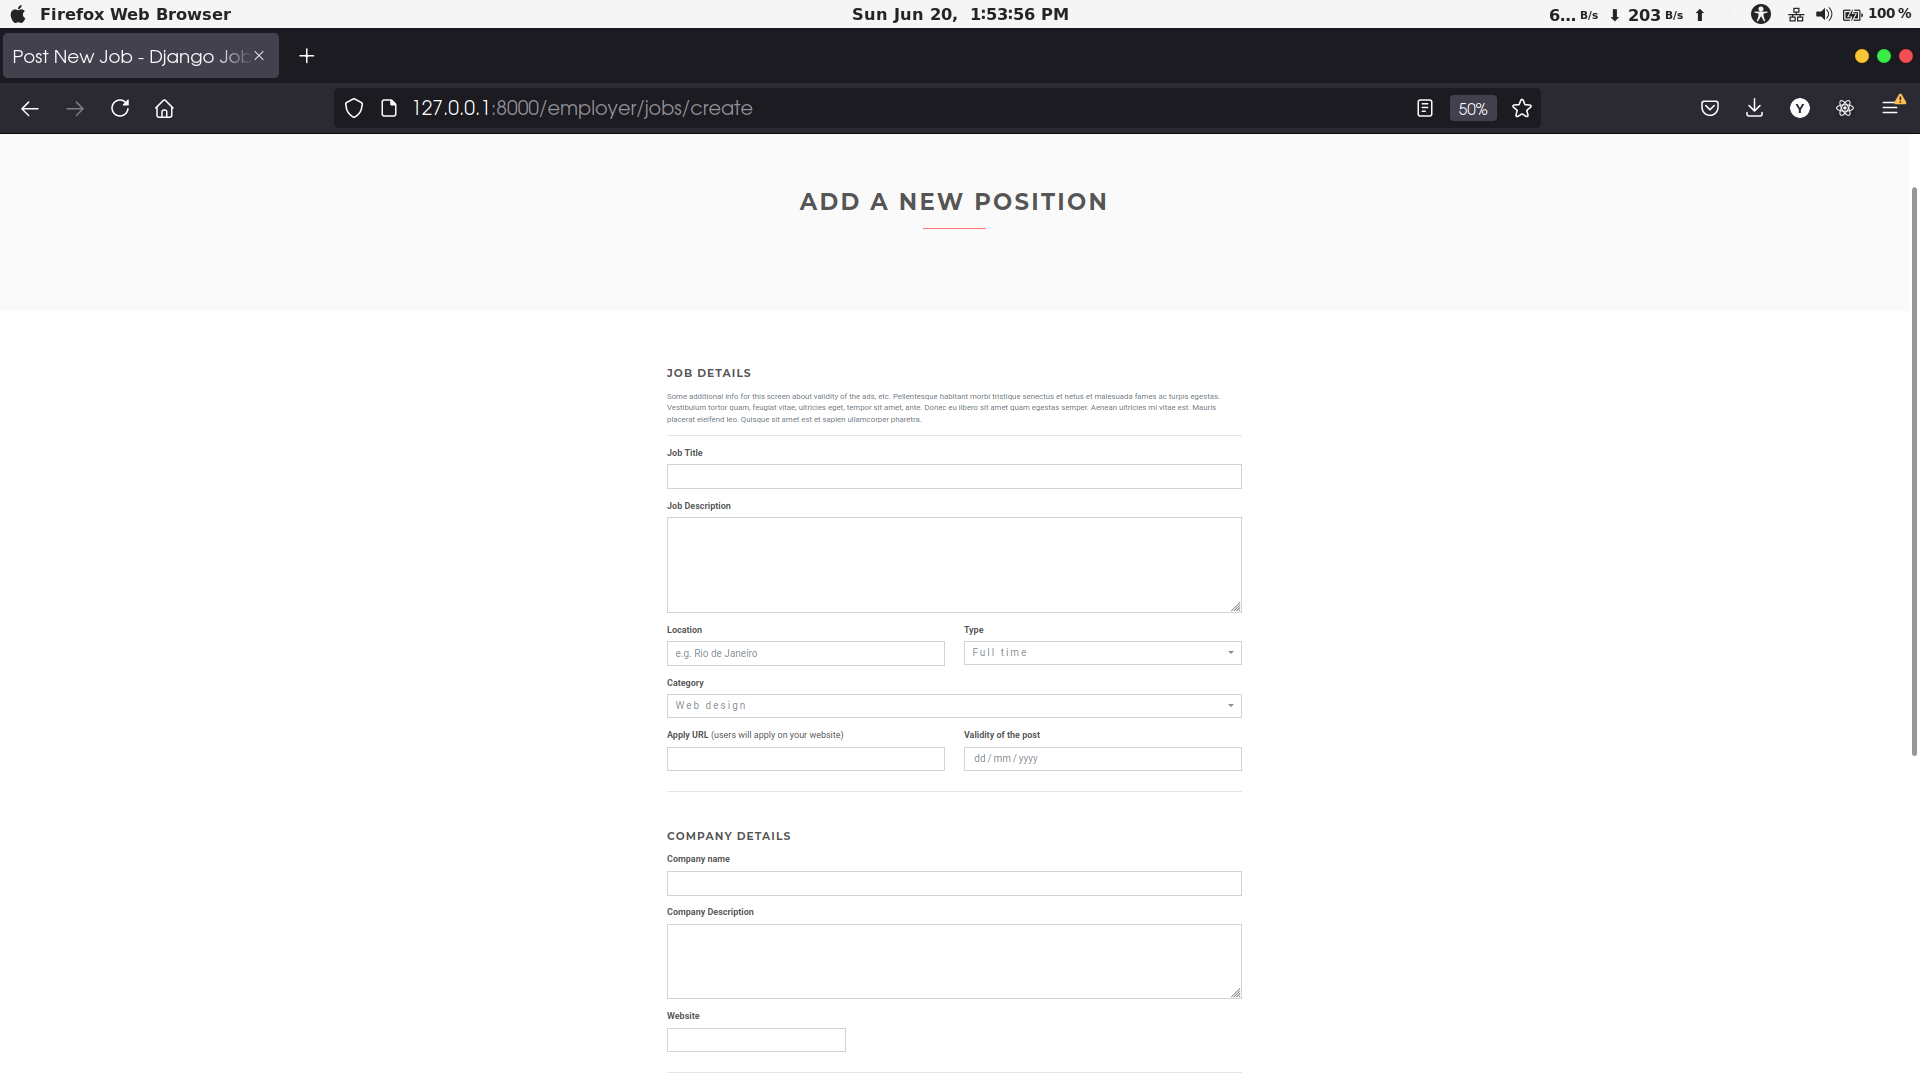 Firefox Web Browser
Sun Jun 20, 1:53:56 PM
6... B/s ⬇ 203 B/s ⬆
100 %
Post New Job - Django Job
127.0.0.1:8000/employer/jobs/create
50%
Y
ADD A NEW POSITION
JOB DETAILS
Some additional info for this screen about validity of the ads, etc. Pellentesque habitant morbi tristique senectus et netus et malesuada fames ac turpis egestas.
Vestibulum tortor quam, feugiat vitae, ultricies eget, tempor sit amet, ante. Donec eu libero sit amet quam egestas semper. Aenean ultricies mi vitae est. Mauris
placerat eleifend leo. Quisque sit amet est et sapien ullamcorper pharetra.
Job Title
Job Description
Location
Type
e.g. Rio de Janeiro
Full time
Category
Web design
Apply URL (users will apply on your website)
Validity of the post
dd / mm / yyyy
COMPANY DETAILS
Company name
Company Description
Website